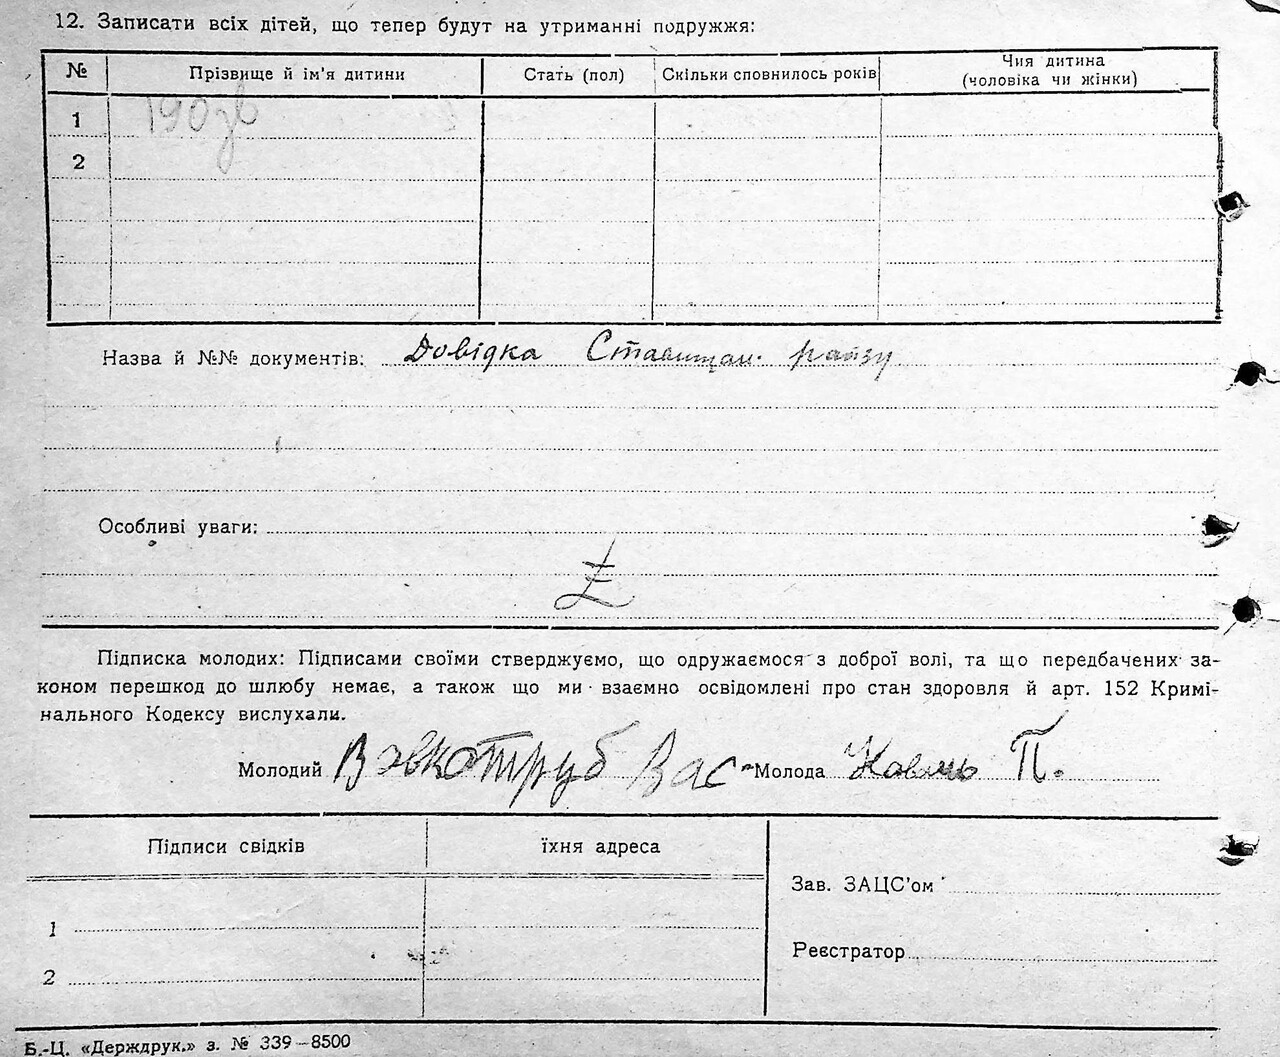 12. Записати всіх дітей, що тепер будут на утриманні подружжя:
№ Прізвище й ім'я дитини Стать (пол) Скільки сповнилось років Чия дитина
(чоловіка чи жінки)
1
2
Назва й №№ документів: Довідка
Особливі уваги:
Підписка молодих: Підписами своїми стверджуємо, що одружаємося з доброї волі, та що передбачених за-
коном перешкод до шлюбу немає, а також що ми взаємно освідомлені про стан здоровля й арт. 152 Кримі-
нального Кодексу вислухали.
Молодий Вовкотруб Вас Молода Коваль П.
Підписи свідків їхня адреса
Зав. ЗАЦС'ом
1
Реєстратор
2
Б.-Ц. «Держдрук.» з. № 339—8500